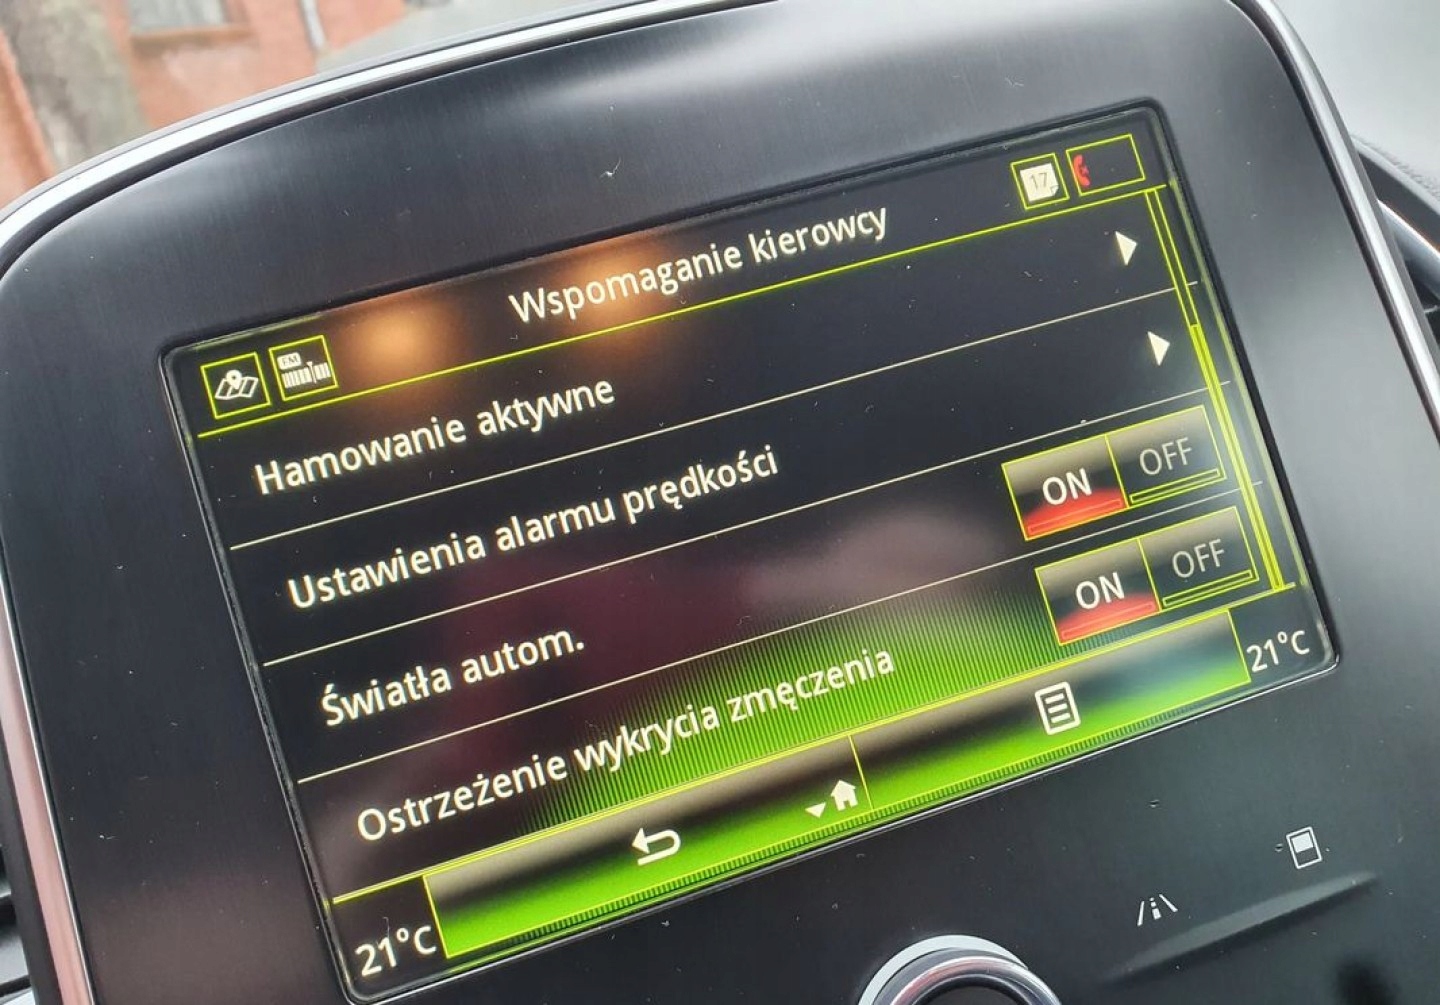 17
FM
Wspomaganie kierowcy
Hamowanie aktywne
Ustawienia alarmu prędkości
Światła autom.
ON OFF
Ostrzeżenie wykrycia zmęczenia
ON OFF
21°C
21°C